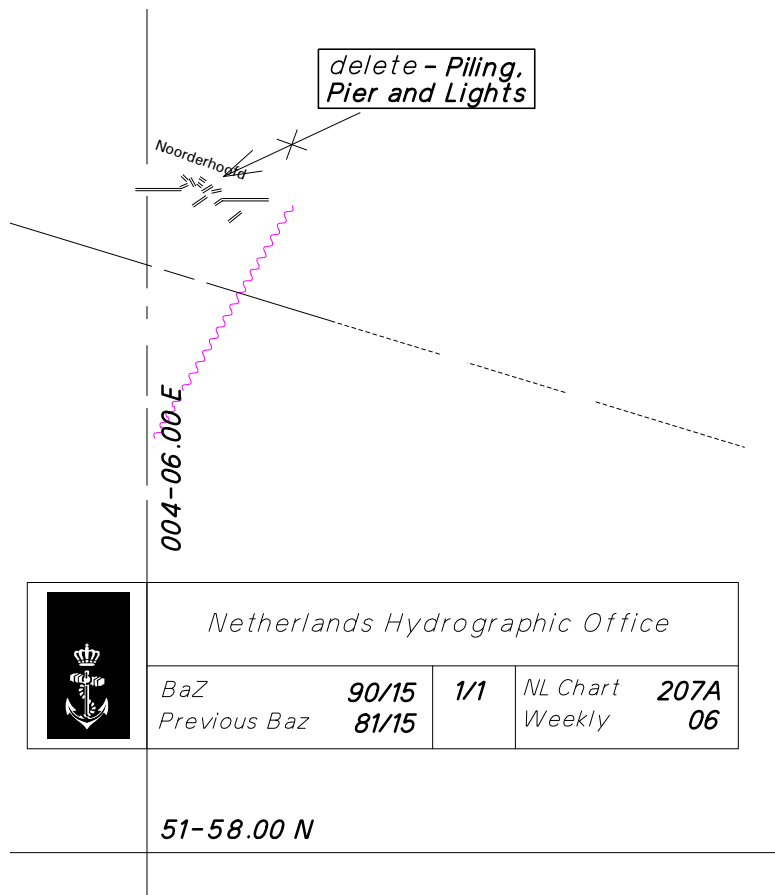 delete - Piling,
Pier and Lights
Noorderhoofd
004-06.00 E
Netherlands Hydrographic Office
BaZ 90/15 1/1 NL Chart 207A
Previous Baz 81/15 Weekly 06
51-58.00 N